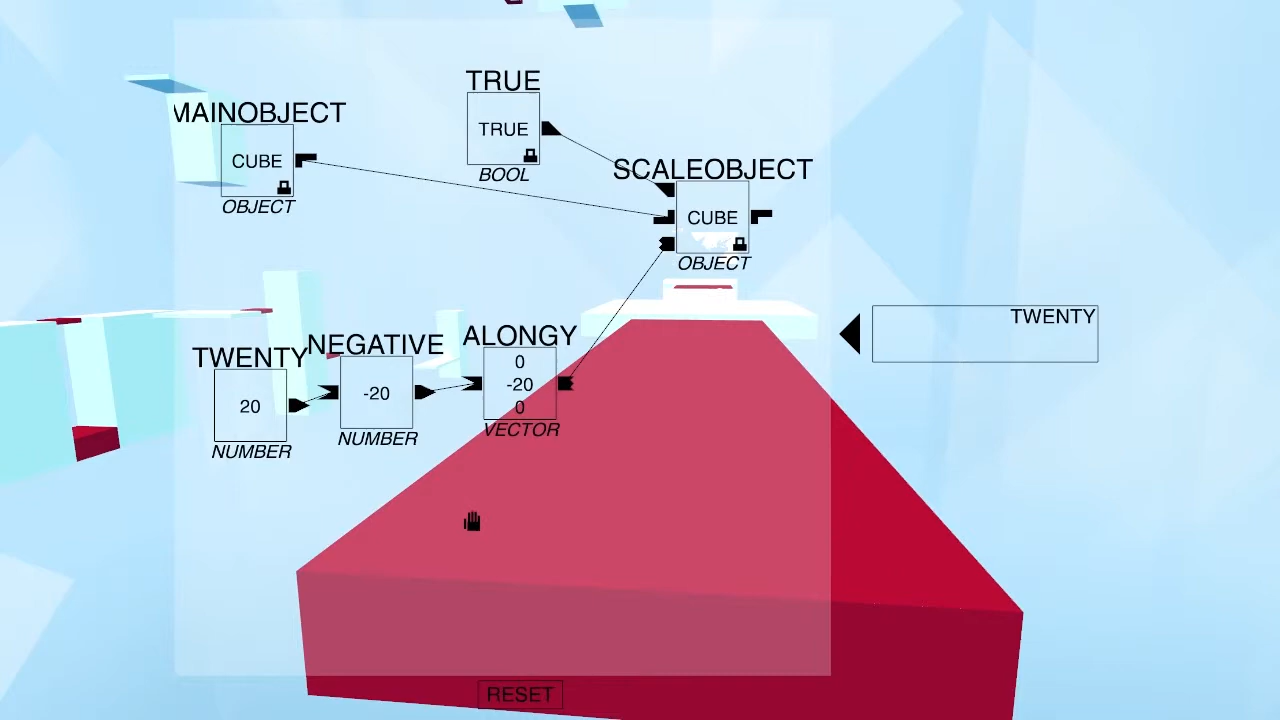 TRUE
TRUE
BOOL
MAINOBJECT
CUBE
OBJECT
SCALEOBJECT
CUBE
OBJECT
TWENTY
TWENTY
20
NUMBER
NEGATIVE
-20
NUMBER
ALONGY
0
-20
0
VECTOR
RESET